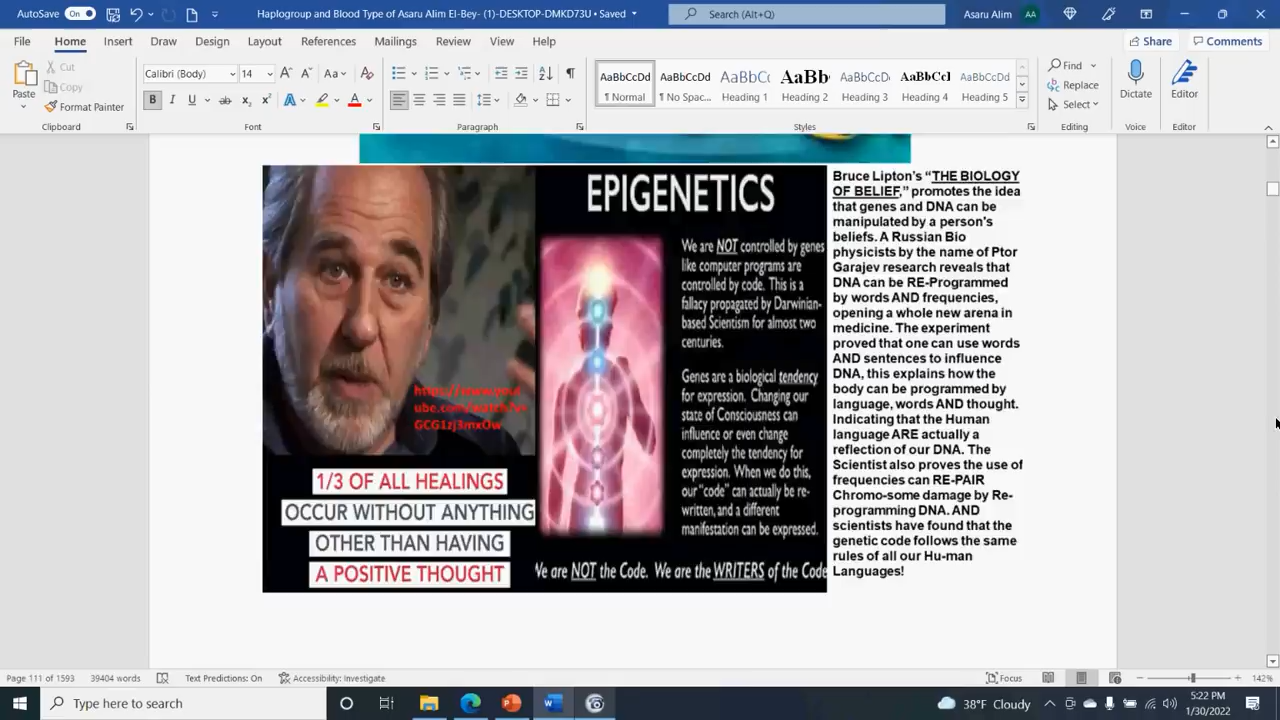 AutoSave On Haplogroup and Blood Type of Asaru Alim El-Bey- (1)-DESKTOP-DMKD73U • Saved Search (Alt+Q) Asaru Alim AA
File Home Insert Draw Design Layout References Mailings Review View Help Share Comments
Paste Cut Copy Format Painter
Calibri (Body) 14
AaBbCcDd AaBbCcDd AaBbCc AaBb AaBbCcDd AaBbCcI AaBbCcDd
¶ Normal ¶ No Spac... Heading 1 Heading 2 Heading 3 Heading 4 Heading 5
Find Replace Select Dictate Editor
Clipboard Font Paragraph Styles Editing Voice Editor
EPIGENETICS
We are NOT controlled by genes
like computer programs are
controlled by code. This is a
fallacy propagated by Darwinian-
based Scientism for almost two
centuries.
Genes are a biological tendency
for expression. Changing our
state of Consciousness can
influence or even change
completely the tendency for
expression. When we do this,
our "code" can actually be re-
written, and a different
manifestation can be expressed.
We are NOT the Code. We are the WRITERS of the Code
1/3 OF ALL HEALINGS
OCCUR WITHOUT ANYTHING
OTHER THAN HAVING
A POSITIVE THOUGHT
Bruce Lipton's “THE BIOLOGY
OF BELIEF,” promotes the idea
that genes and DNA can be
manipulated by a person's
beliefs. A Russian Bio
physicists by the name of Ptor
Garajev research reveals that
DNA can be RE-Programmed
by words AND frequencies,
opening a whole new arena in
medicine. The experiment
proved that one can use words
AND sentences to influence
DNA, this explains how the
body can be programmed by
language, words AND thought.
Indicating that the Human
language ARE actually a
reflection of our DNA. The
Scientist also proves the use of
frequencies can RE-PAIR
Chromo-some damage by Re-
programming DNA. AND
scientists have found that the
genetic code follows the same
rules of all our Hu-man
Languages!
Page 111 of 1593 39404 words Text Predictions: On Accessibility: Investigate Focus 142%
Type here to search 38°F Cloudy 5:22 PM
1/30/2022